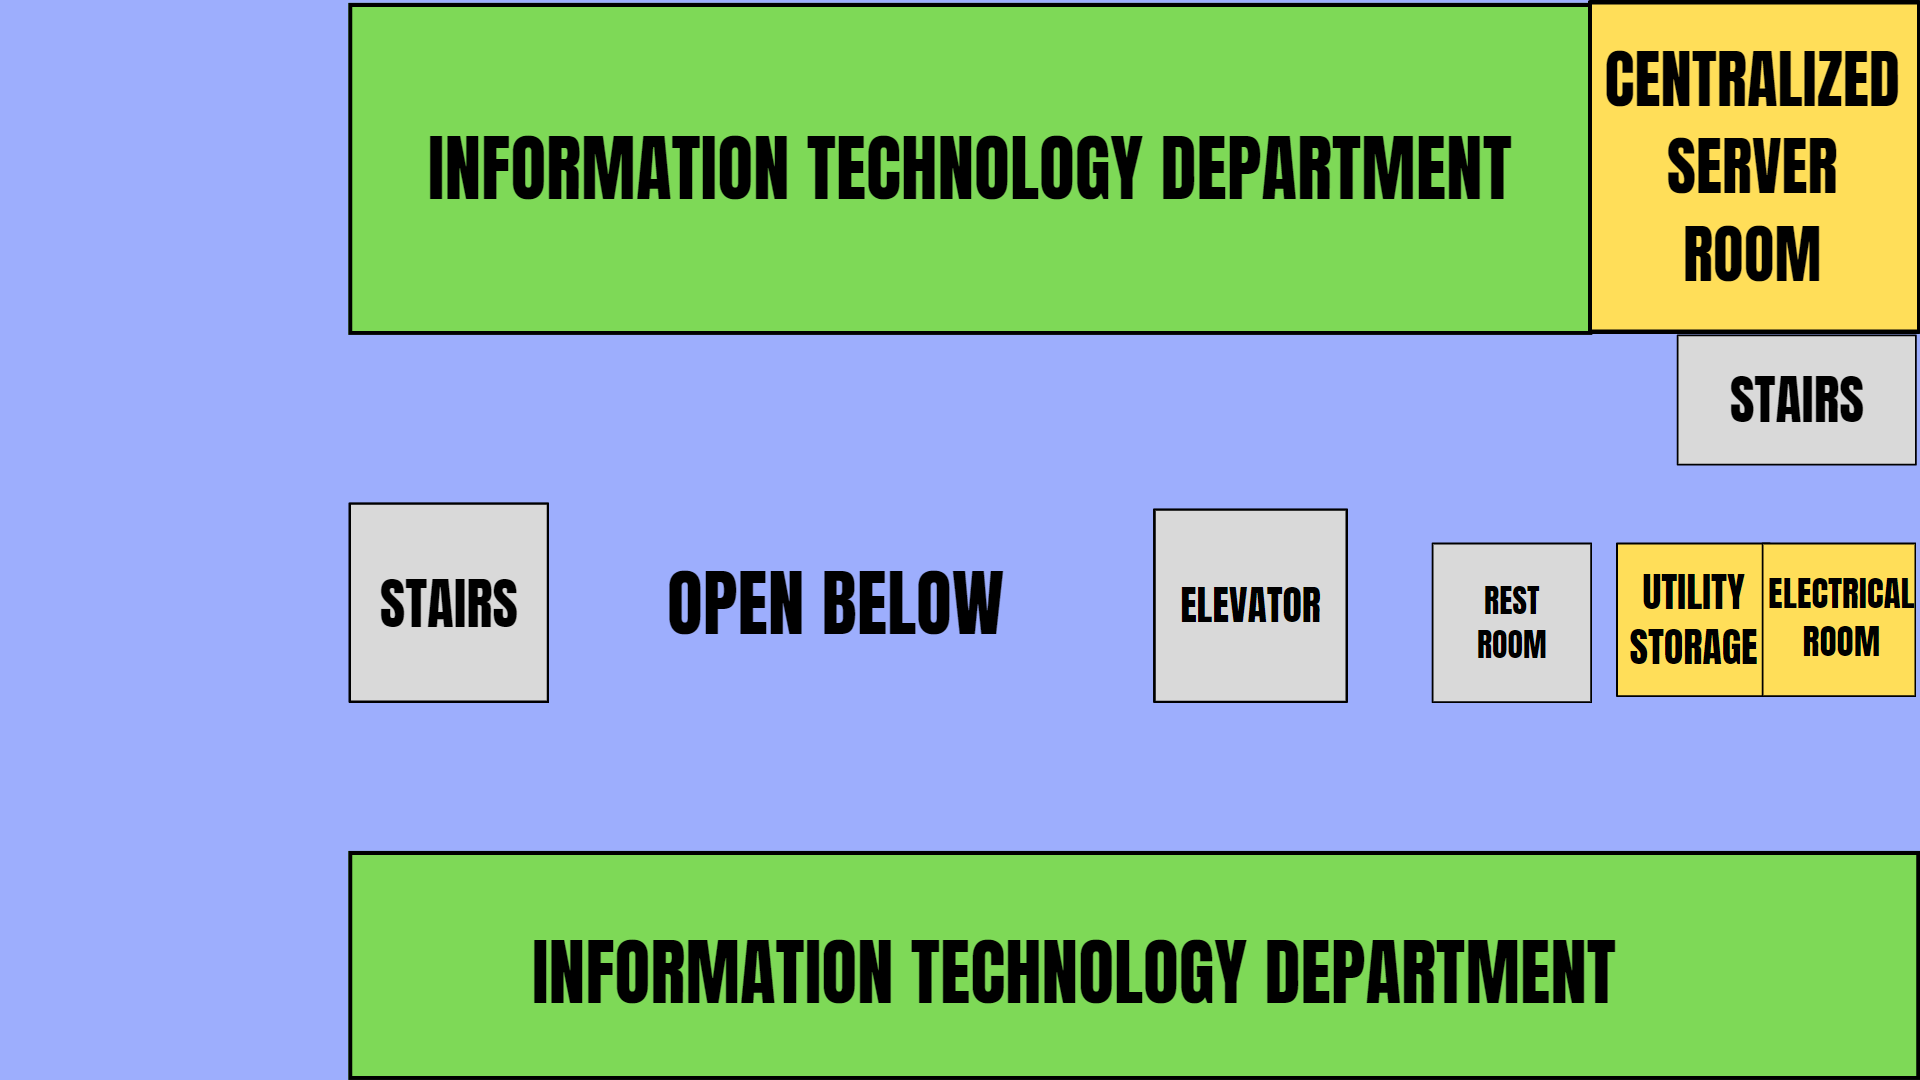 INFORMATION TECHNOLOGY DEPARTMENT
CENTRALIZED
SERVER
ROOM
STAIRS
STAIRS
OPEN BELOW
ELEVATOR
REST
ROOM
UTILITY
STORAGE
ELECTRICAL
ROOM
INFORMATION TECHNOLOGY DEPARTMENT